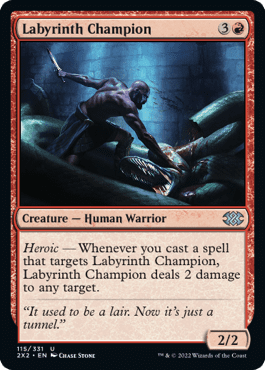 Labyrinth Champion 3
Creature — Human Warrior
Heroic — Whenever you cast a spell
that targets Labyrinth Champion,
Labyrinth Champion deals 2 damage
to any target.
“It used to be a lair. Now it’s just a
tunnel.”
2/2
115/331 U
2X2 • EN Chase Stone
™ & © 2022 Wizards of the Coast